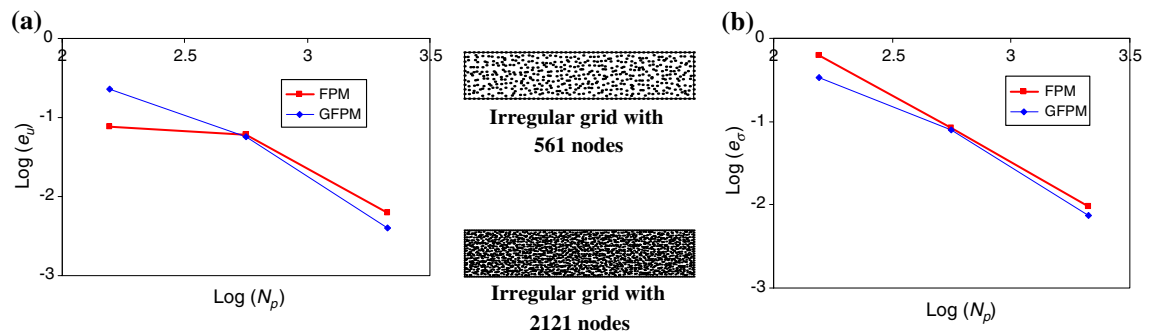 (a)
0
2
2.5
3
3.5
FPM
GFPM
-1
-2
-3
Log (e_u)
Log (N_p)
Irregular grid with
561 nodes
Irregular grid with
2121 nodes
(b)
0
2
2.5
3
3.5
FPM
GFPM
-1
-2
-3
Log (e_σ)
Log (N_p)